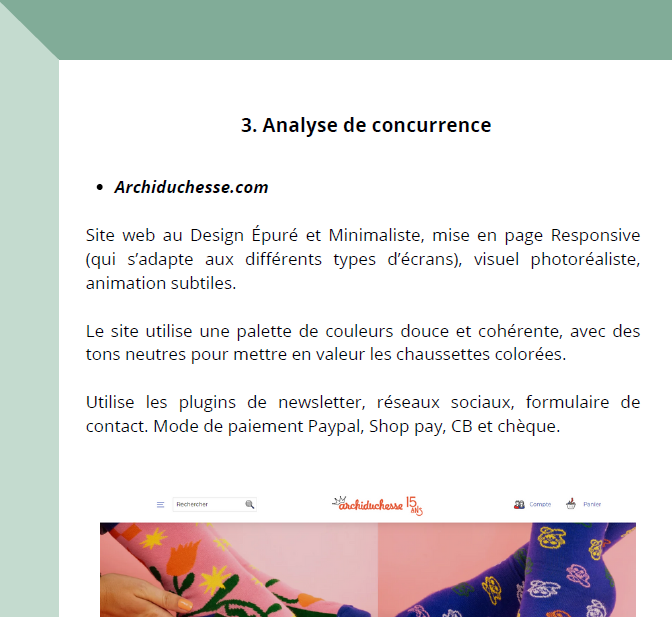 3. Analyse de concurrence
• Archiduchesse.com
Site web au Design Épuré et Minimaliste, mise en page Responsive
(qui s’adapte aux différents types d’écrans), visuel photoréaliste,
animation subtiles.
Le site utilise une palette de couleurs douce et cohérente, avec des
tons neutres pour mettre en valeur les chaussettes colorées.
Utilise les plugins de newsletter, réseaux sociaux, formulaire de
contact. Mode de paiement Paypal, Shop pay, CB et chèque.
Rechercher archiduchesse 15 ANS Compte Panier